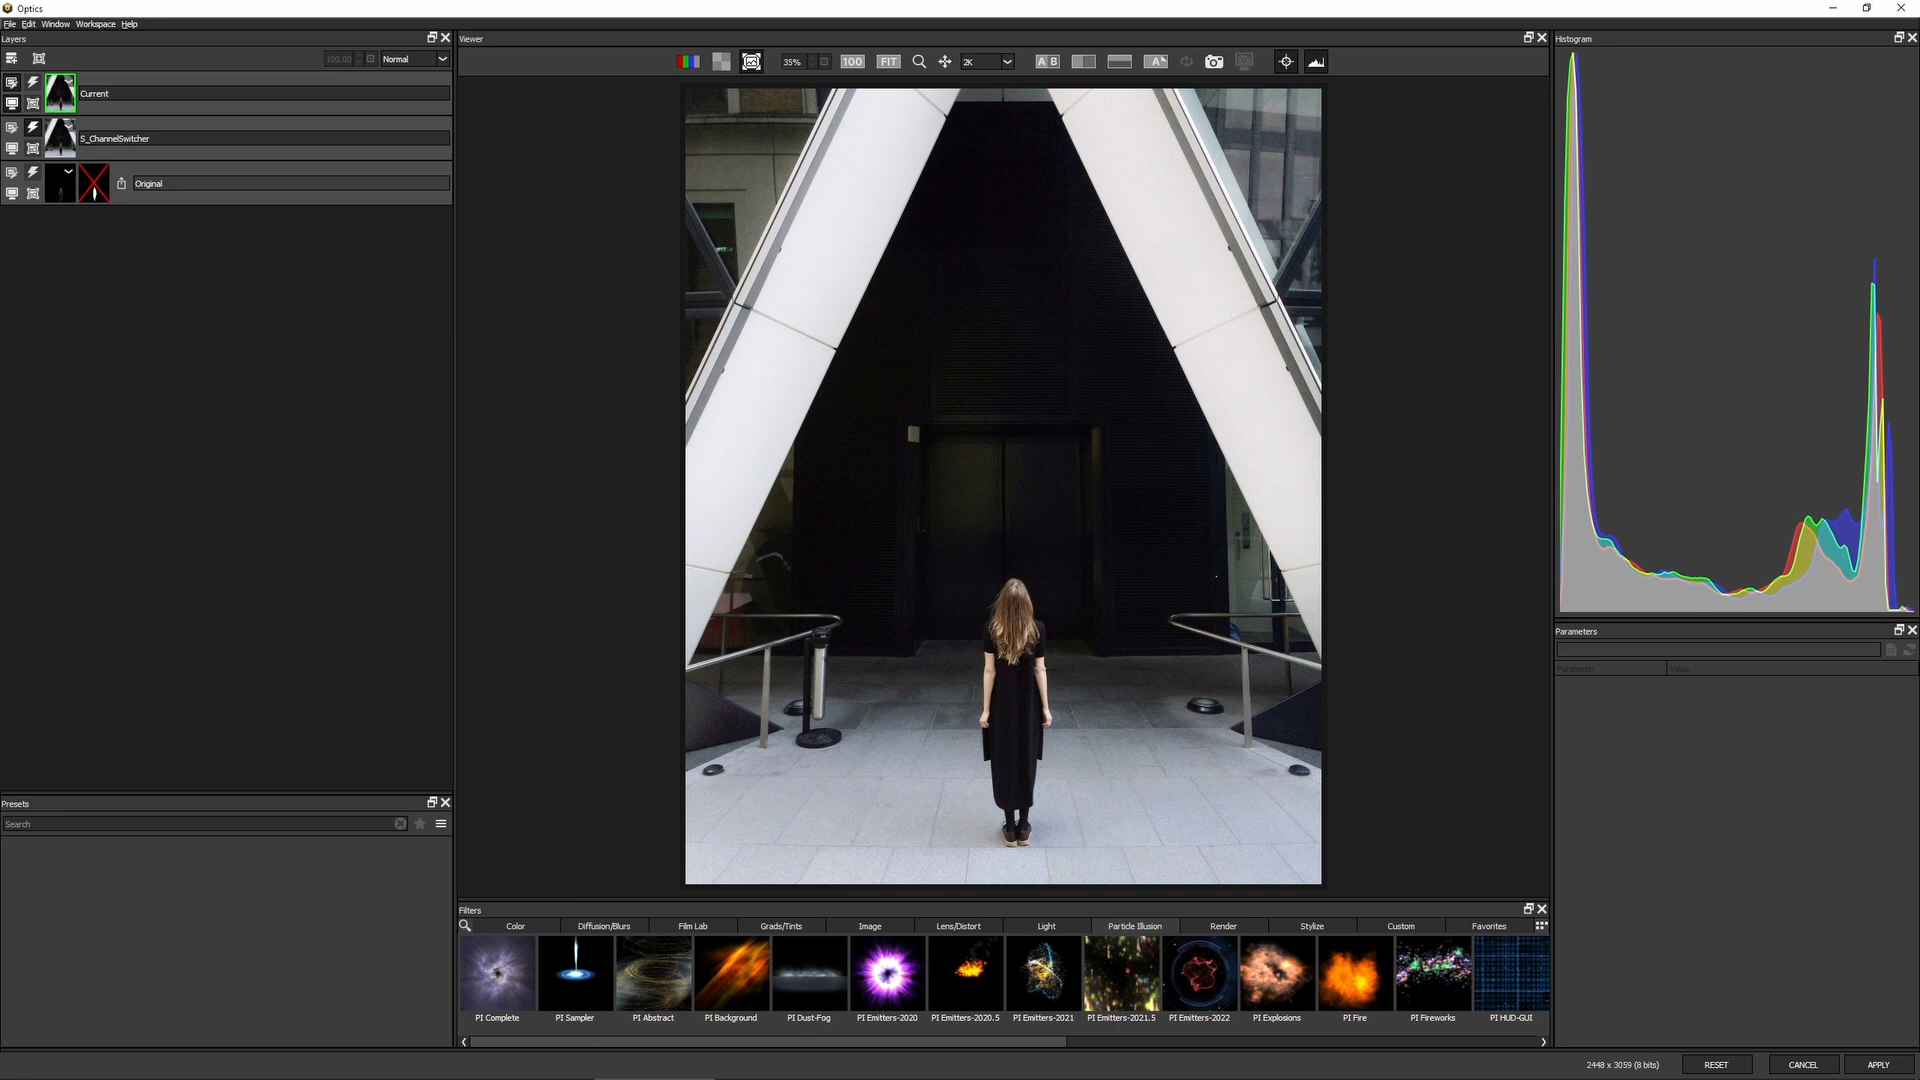 Optics
File Edit Window Workspace Help
Layers
100.00 Normal
Current
S_ChannelSwitcher
Original
Presets
Search
Viewer
35% 100 FIT 2K A B A
Filters
Color Diffusion/Blurs Film Lab Grads/Tints Image Lens/Distort Light Particle Illusion Render Stylize Custom Favorites
PI Complete PI Sampler PI Abstract PI Background PI Dust-Fog PI Emitters-2020 PI Emitters-2020.5 PI Emitters-2021 PI Emitters-2021.5 PI Emitters-2022 PI Explosions PI Fire PI Fireworks PI HUD-GUI
Histogram
Parameters
Parameter Value
2448 x 3059 (8 bits) RESET CANCEL APPLY